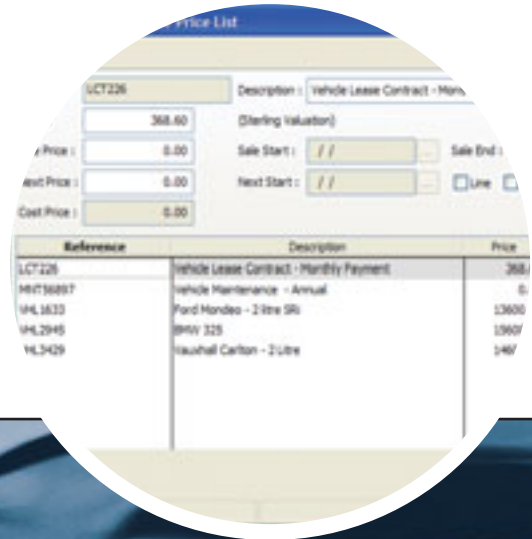 Price List
LCT226 Description : Vehicle Lease Contract - Mon
368.60 (Sterling Valuation)
Price : 0.00 Sale Start : / / ... Sale End :
Next Price : 0.00 Next Start : / / ... Line
Cost Price : 0.00
Reference Description Price
LCT226 Vehicle Lease Contract - Monthly Payment 368.
MNT56897 Vehicle Maintenance - Annual 0.
VHL1633 Ford Mondeo - 2 litre SRi 13600
VHL2945 BMW 325
VHL3429 Vauxhall Carlton - 2 Litre